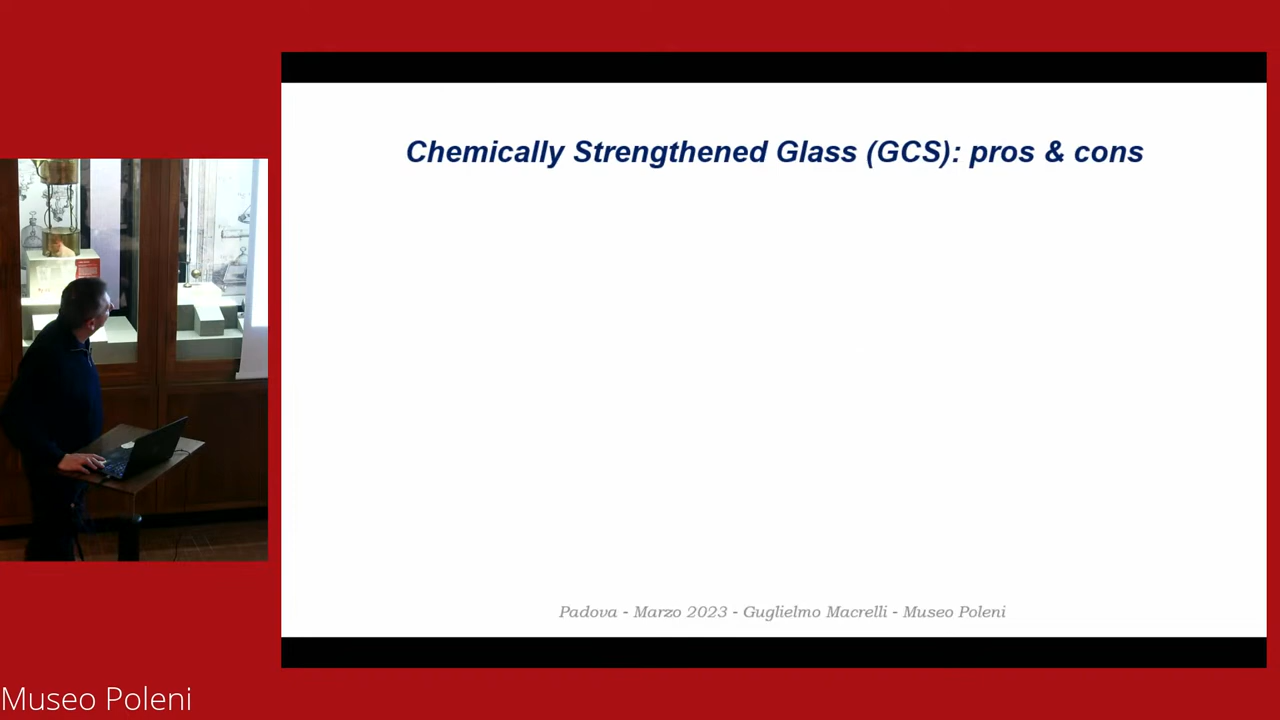 Chemically Strengthened Glass (GCS): pros & cons
Padova - Marzo 2023 - Guglielmo Macrelli - Museo Poleni
Museo Poleni